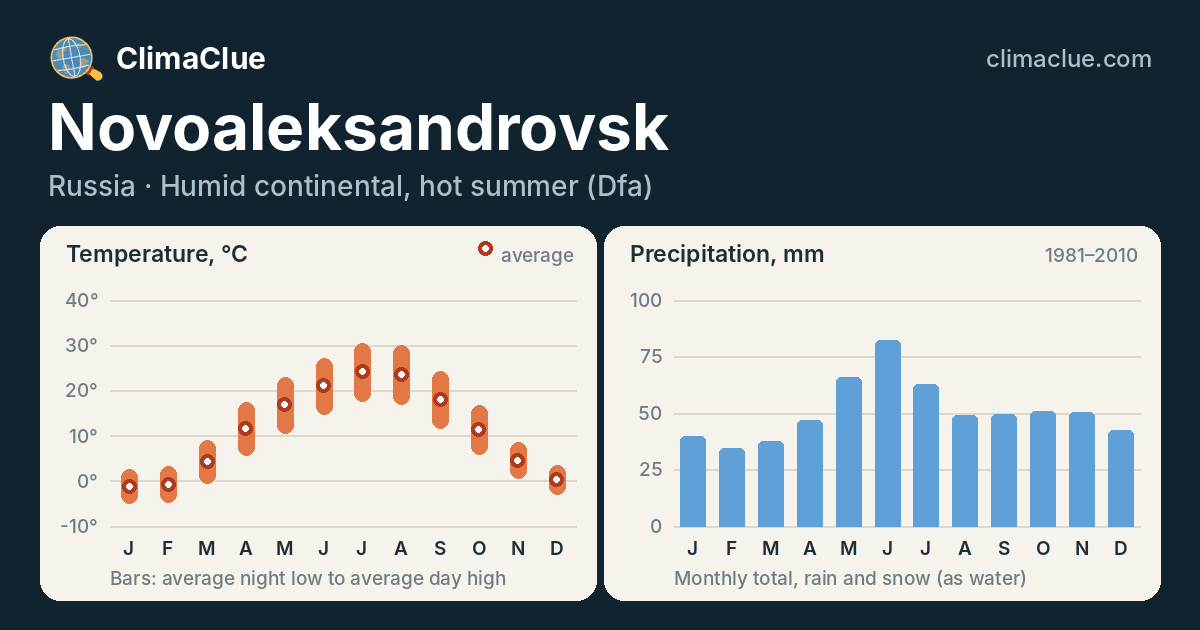 ClimaClue
climaclue.com
Novoaleksandrovsk
Russia · Humid continental, hot summer (Dfa)
Temperature, °C
average
40°
30°
20°
10°
0°
-10°
J F M A M J J A S O N D
Bars: average night low to average day high
Precipitation, mm
1981–2010
100
75
50
25
0
J F M A M J J A S O N D
Monthly total, rain and snow (as water)